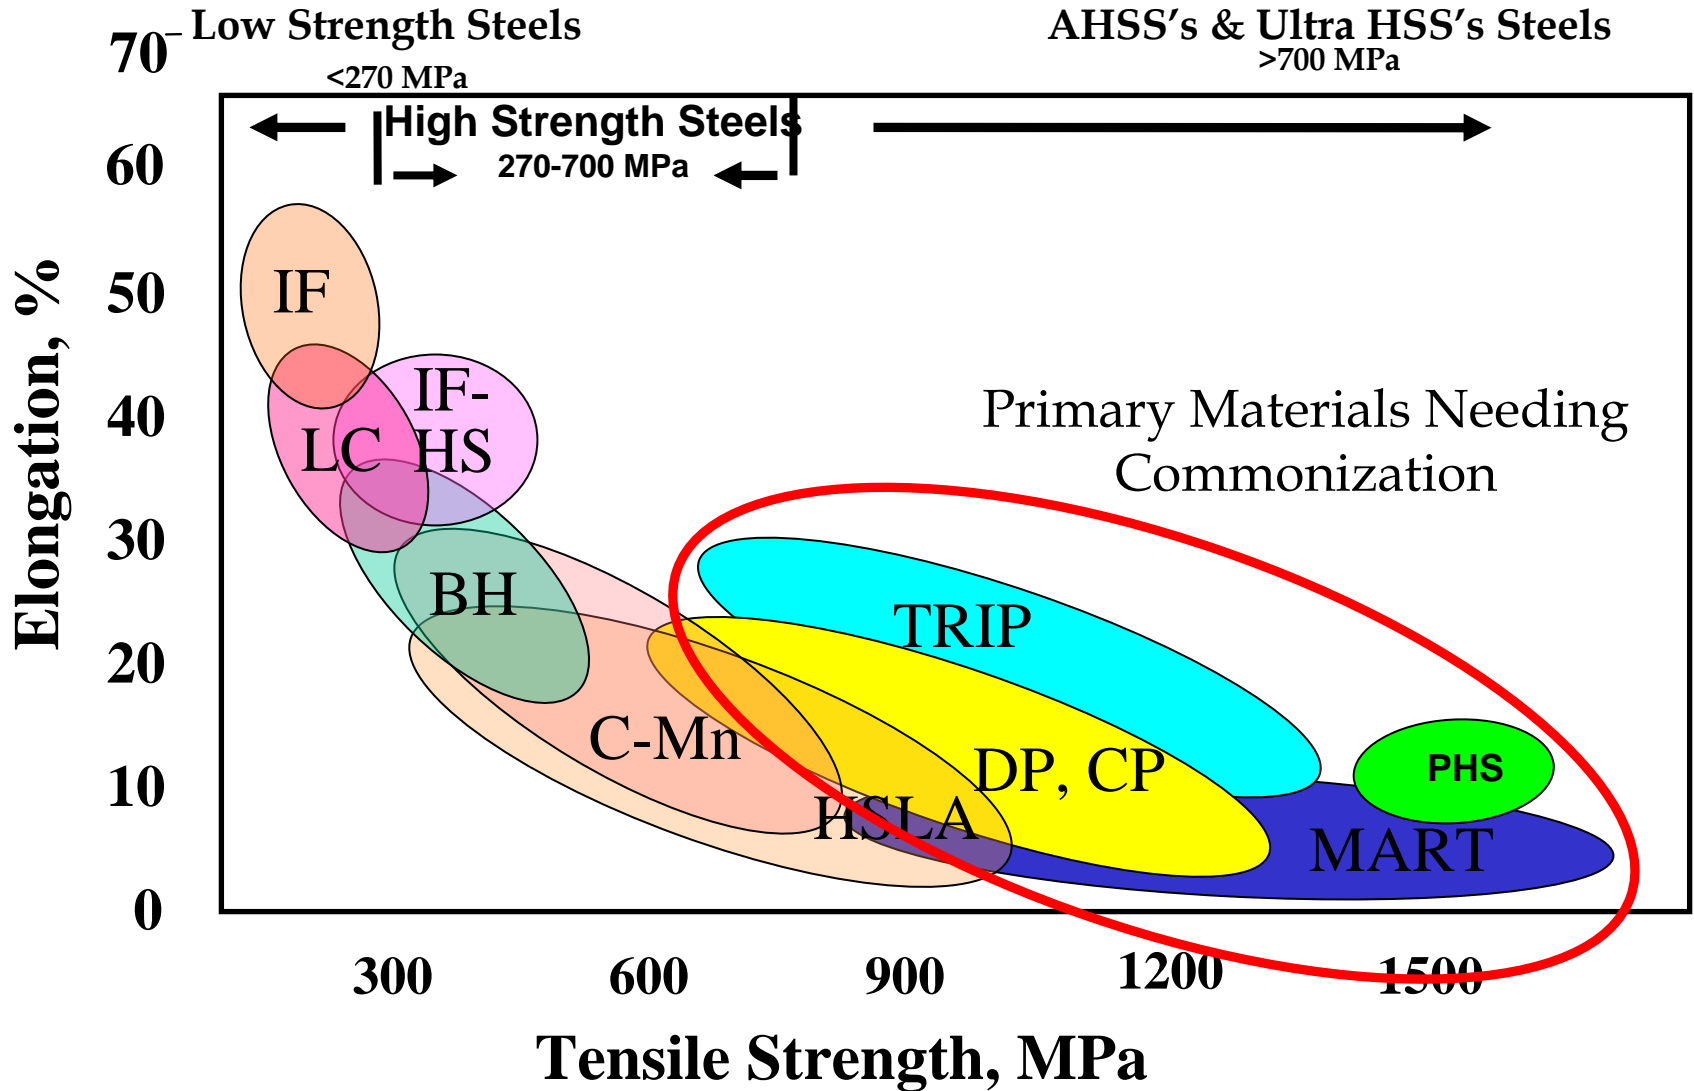 Low Strength Steels
<270 MPa
AHSS's & Ultra HSS's Steels
>700 MPa
High Strength Steels
270-700 MPa
70
60
50
40
30
20
10
0
Elongation, %
IF
IF-
HS
LC
BH
C-Mn
HSLA
Primary Materials Needing
Commonization
TRIP
DP, CP
PHS
MART
300
600
900
1200
1500
Tensile Strength, MPa